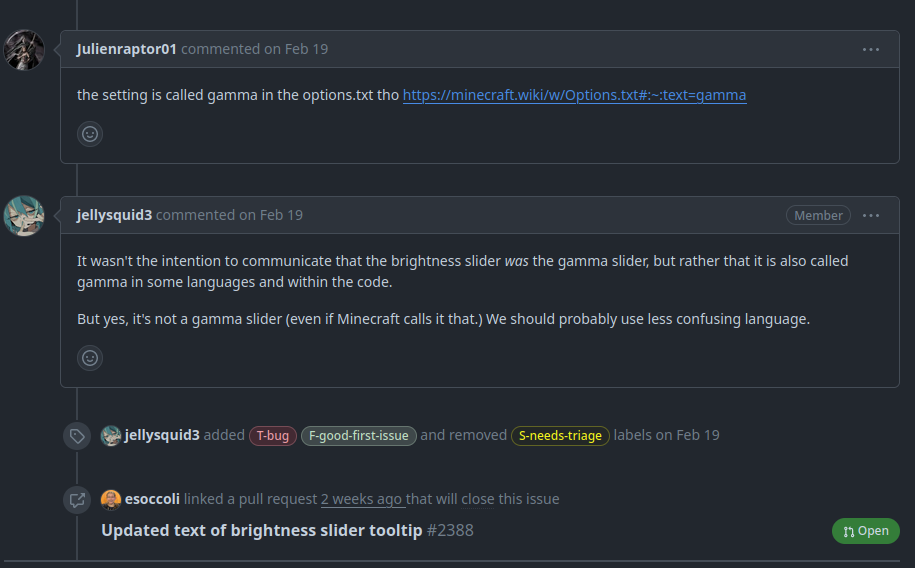 Julienraptor01 commented on Feb 19
the setting is called gamma in the options.txt tho https://minecraft.wiki/w/Options.txt#:~:text=gamma
jellysquid3 commented on Feb 19 Member
It wasn't the intention to communicate that the brightness slider was the gamma slider, but rather that it is also called
gamma in some languages and within the code.
But yes, it's not a gamma slider (even if Minecraft calls it that.) We should probably use less confusing language.
jellysquid3 added T-bug F-good-first-issue and removed S-needs-triage labels on Feb 19
esoccoli linked a pull request 2 weeks ago that will close this issue
Updated text of brightness slider tooltip #2388 Open